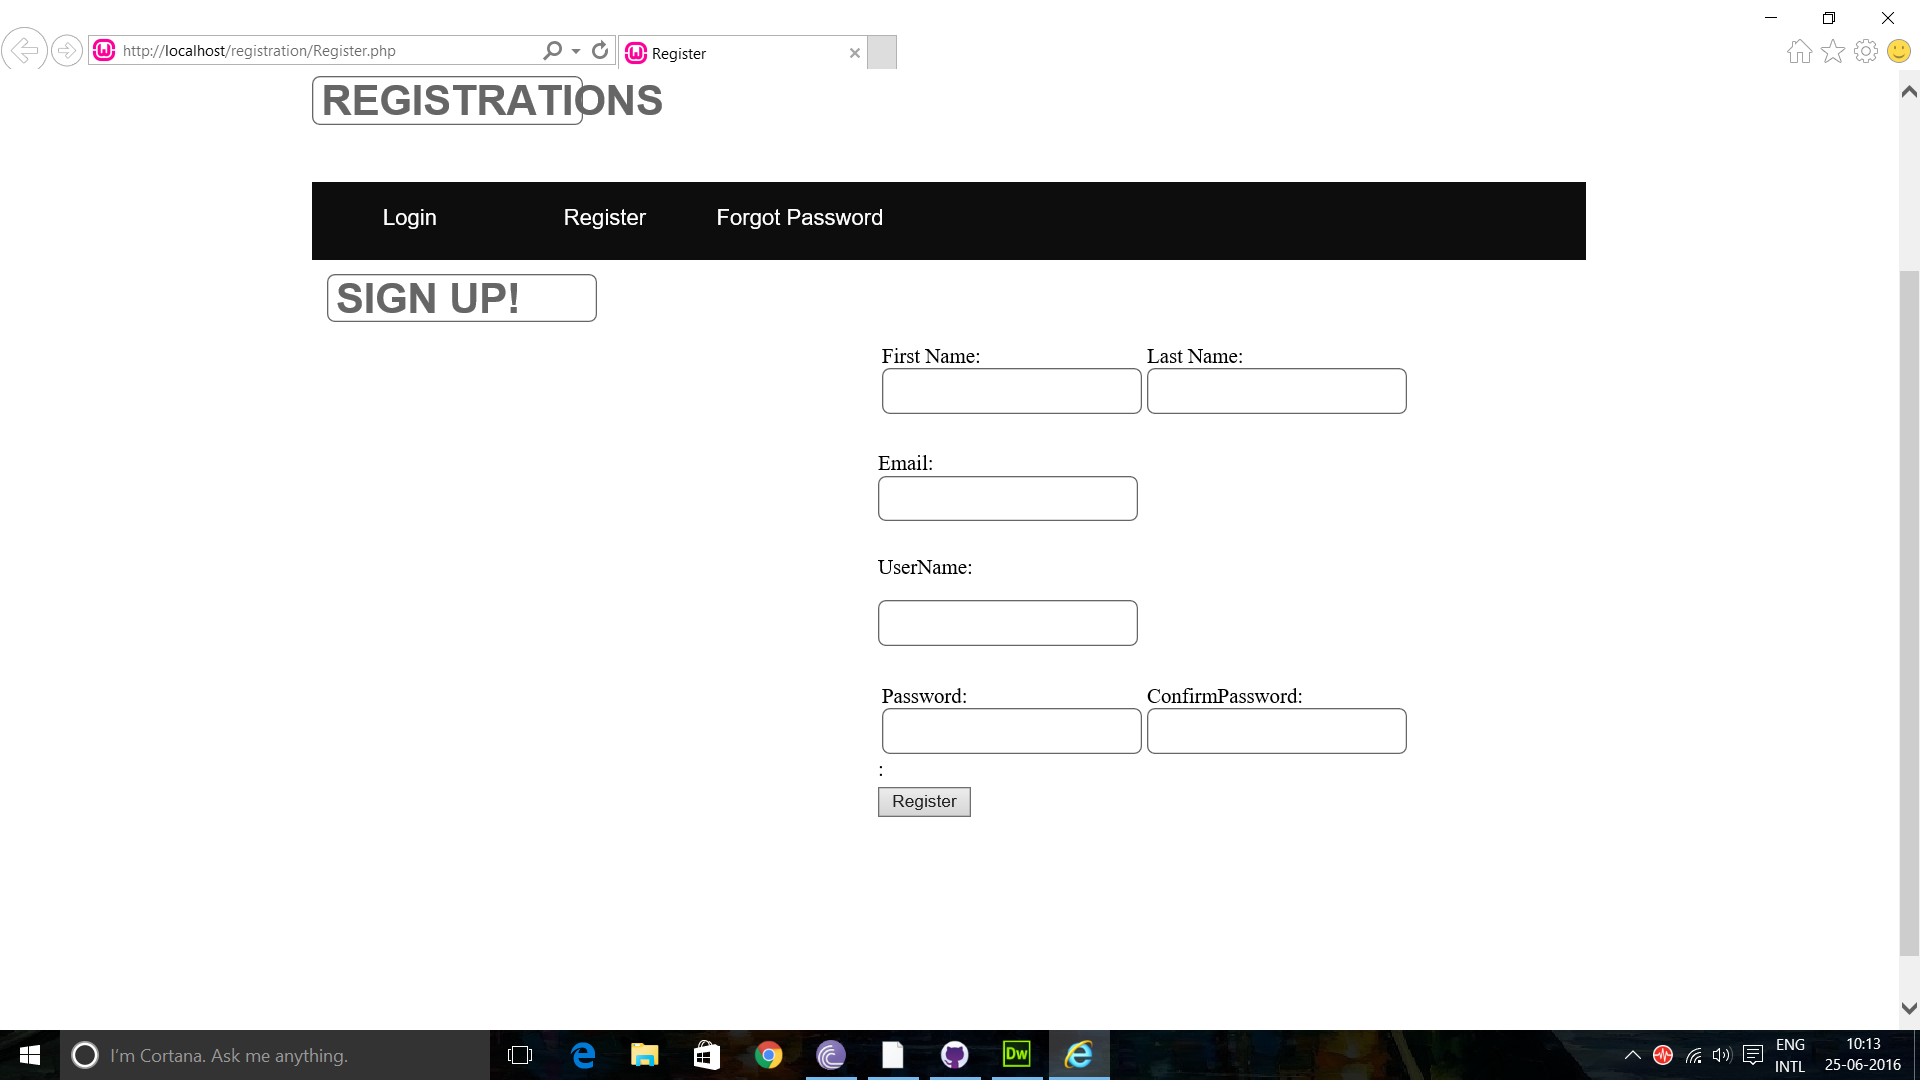 http://localhost/registration/Register.php
Register
REGISTRATIONS
Login Register Forgot Password
SIGN UP!
First Name: Last Name:
Email:
UserName:
Password: ConfirmPassword:
:
Register
I'm Cortana. Ask me anything.
Dw
ENG
INTL
10:13
25-06-2016